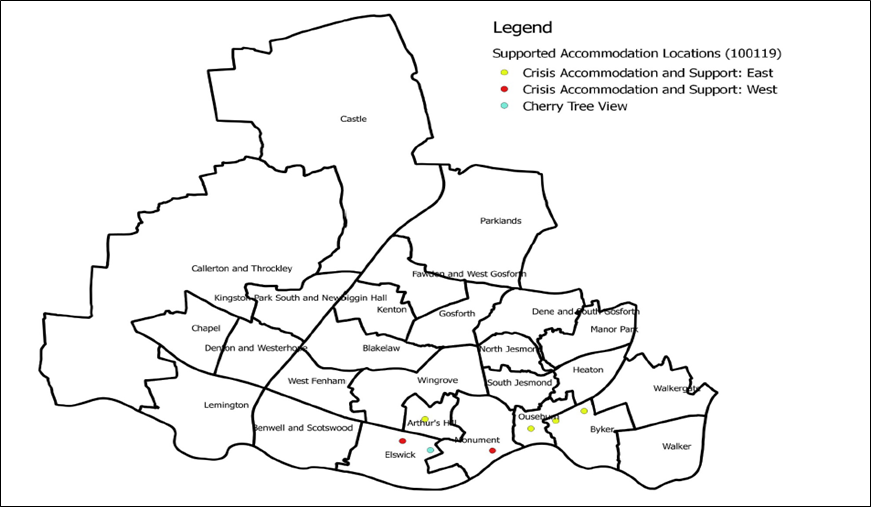 Legend
Supported Accommodation Locations (100119)
Crisis Accommodation and Support: East
Crisis Accommodation and Support: West
Cherry Tree View
Castle
Parklands
Callerton and Throckley
Fawdon and West Gosforth
Kingston Park South and Newbiggin Hall
Kenton
Gosforth
Dene and South Gosforth
Manor Park
Chapel
Denton and Westerhope
Blakelaw
North Jesmond
Heaton
West Fenham
Wingrove
South Jesmond
Walkergate
Lemington
Arthur's Hill
Ouseburn
Benwell and Scotswood
Byker
Monument
Elswick
Walker